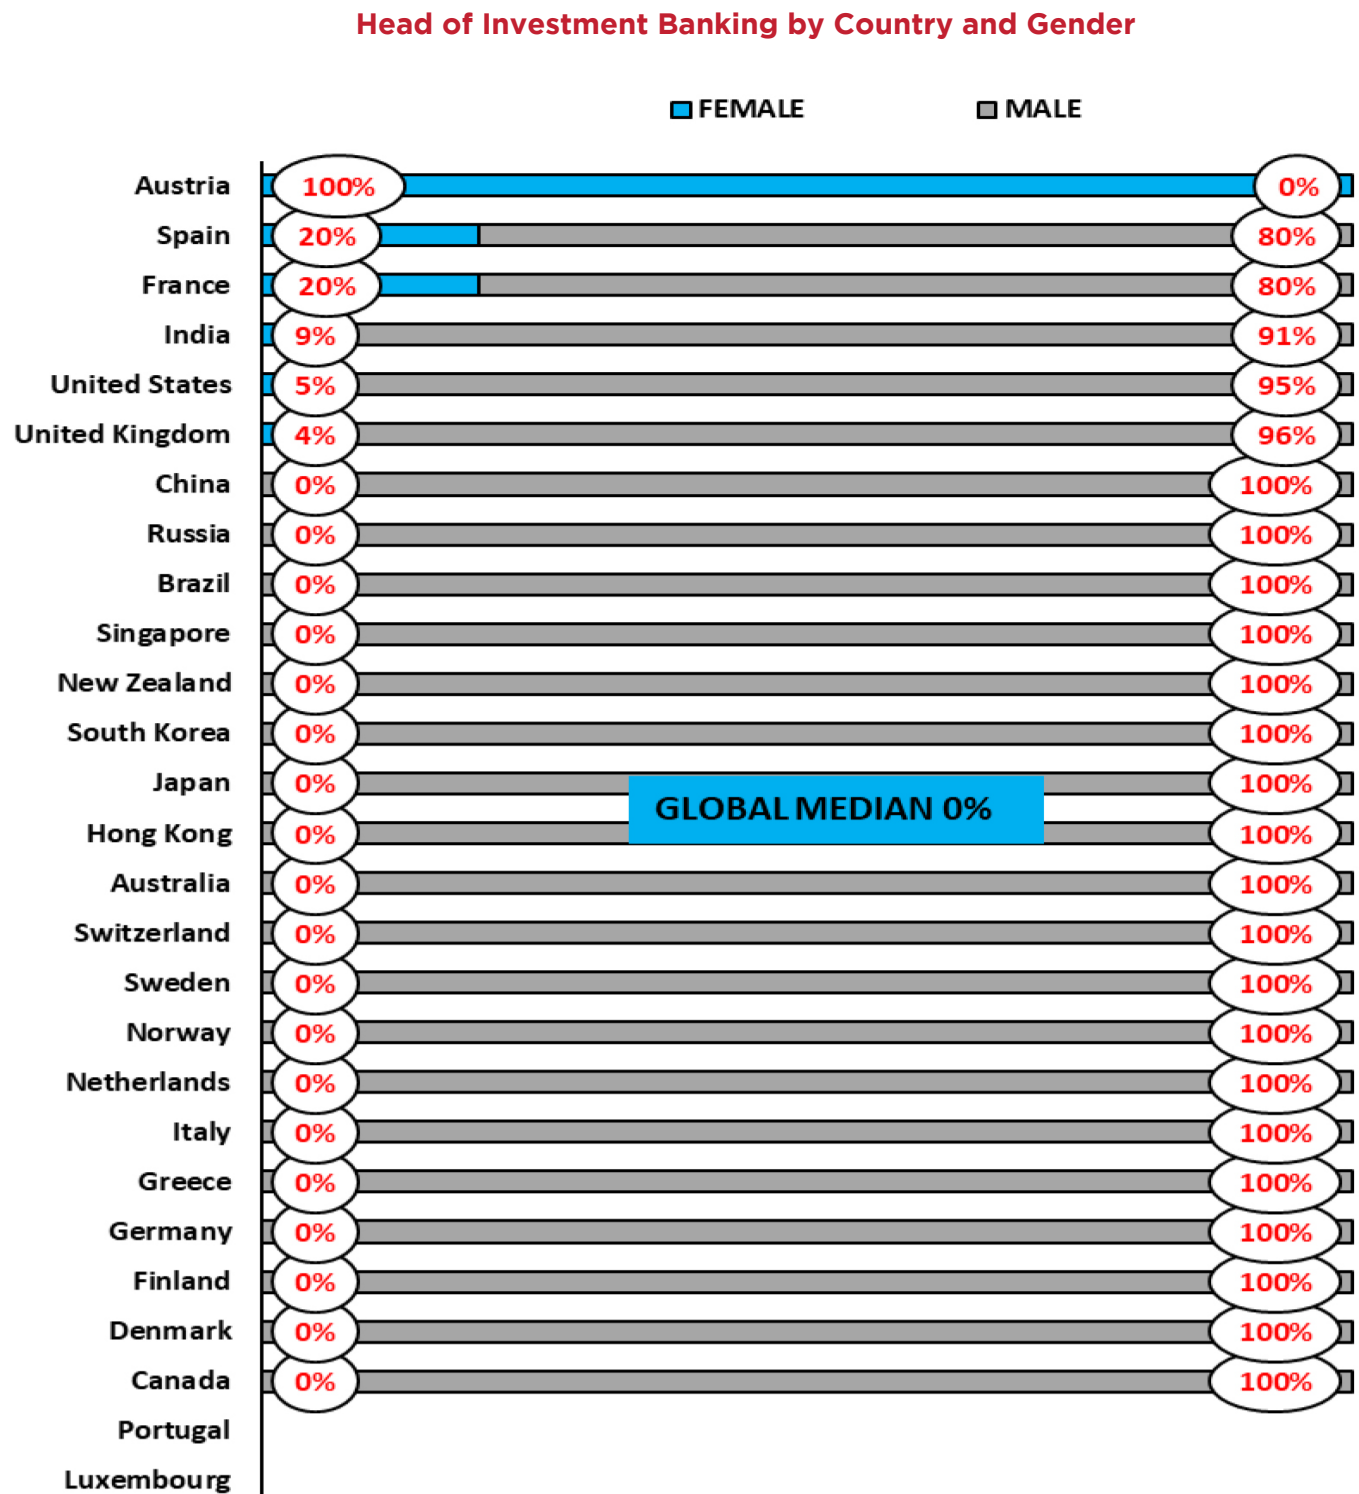 Head of Investment Banking by Country and Gender
FEMALE MALE
Austria 100% 0%
Spain 20% 80%
France 20% 80%
India 9% 91%
United States 5% 95%
United Kingdom 4% 96%
China 0% 100%
Russia 0% 100%
Brazil 0% 100%
Singapore 0% 100%
New Zealand 0% 100%
South Korea 0% 100%
Japan 0% 100%
GLOBAL MEDIAN 0%
Hong Kong 0% 100%
Australia 0% 100%
Switzerland 0% 100%
Sweden 0% 100%
Norway 0% 100%
Netherlands 0% 100%
Italy 0% 100%
Greece 0% 100%
Germany 0% 100%
Finland 0% 100%
Denmark 0% 100%
Canada 0% 100%
Portugal
Luxembourg